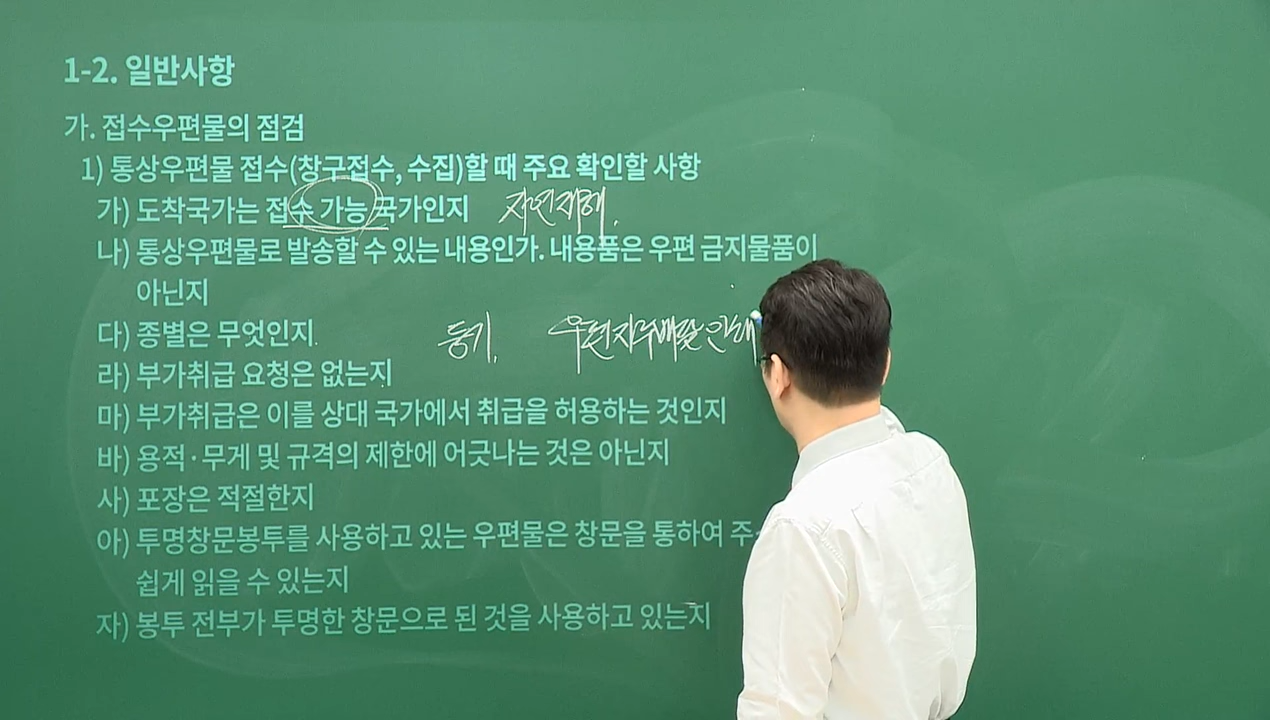 1-2. 일반사항
가. 접수우편물의 점검
1) 통상우편물 접수(창구접수, 수집)할 때 주요 확인할 사항
가) 도착국가는 접수 가능 국가인지 자연재해,
나) 통상우편물로 발송할 수 있는 내용인가. 내용품은 우편 금지물품이
아닌지
다) 종별은 무엇인지. 등기,
라) 부가취급 요청은 없는지
마) 부가취급은 이를 상대 국가에서 취급을 허용하는 것인지
바) 용적·무게 및 규격의 제한에 어긋나는 것은 아닌지
사) 포장은 적절한지
아) 투명창문봉투를 사용하고 있는 우편물은 창문을 통하여
쉽게 읽을 수 있는지
자) 봉투 전부가 투명한 창문으로 된 것을 사용하고 있는지